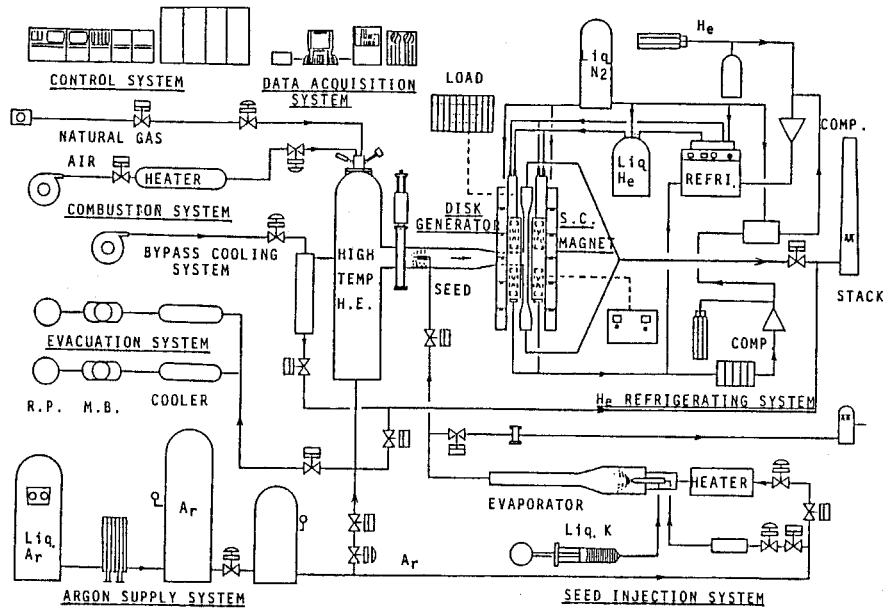 He
CONTROL SYSTEM
DATA ACQUISITION
SYSTEM
LOAD
Liq
N2
COMP.
NATURAL GAS
AIR
HEATER
COMBUSTION SYSTEM
Liq
He
REFRI.
DISK
GENERATOR
S.C.
MAGNET
BYPASS COOLING
SYSTEM
HIGH
TEMP
H.E.
SEED
STACK
EVACUATION SYSTEM
COMP.
R.P.
M.B.
COOLER
He REFRIGERATING SYSTEM
EVAPORATOR
HEATER
Liq.
Ar
Ar
Liq. K
Ar
ARGON SUPPLY SYSTEM
SEED INJECTION SYSTEM